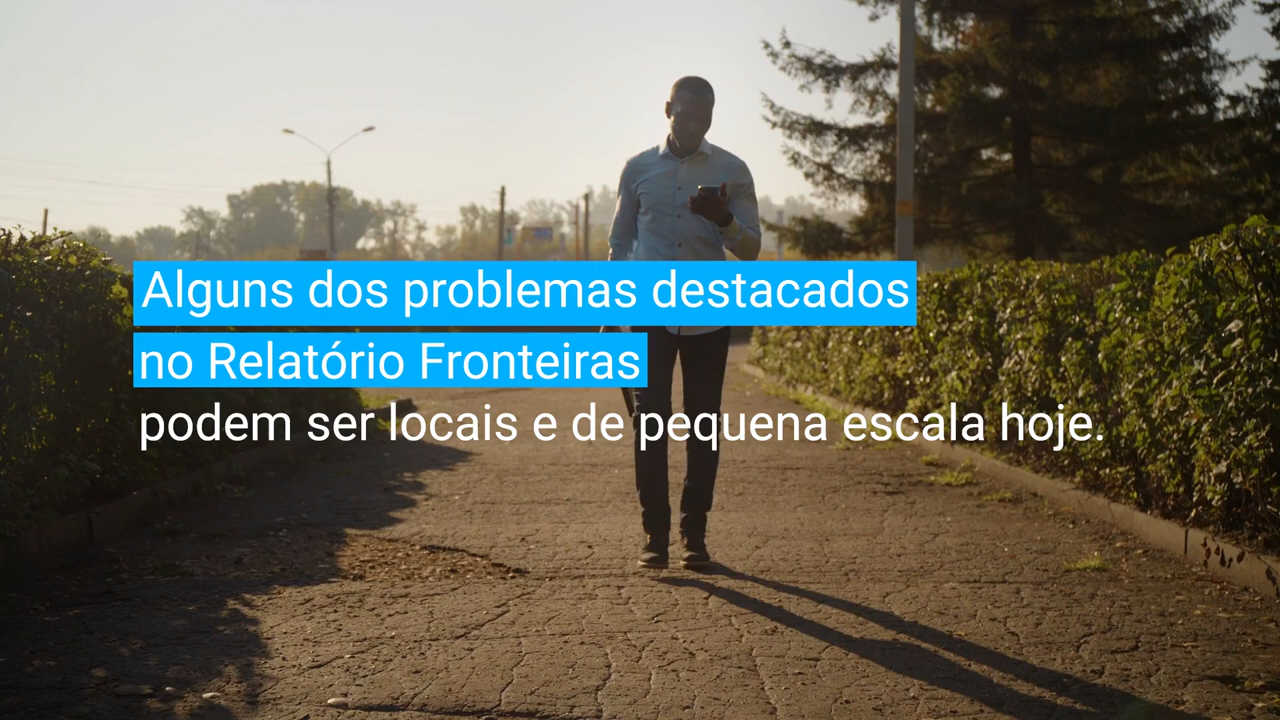 Alguns dos problemas destacados
no Relatório Fronteiras
podem ser locais e de pequena escala hoje.